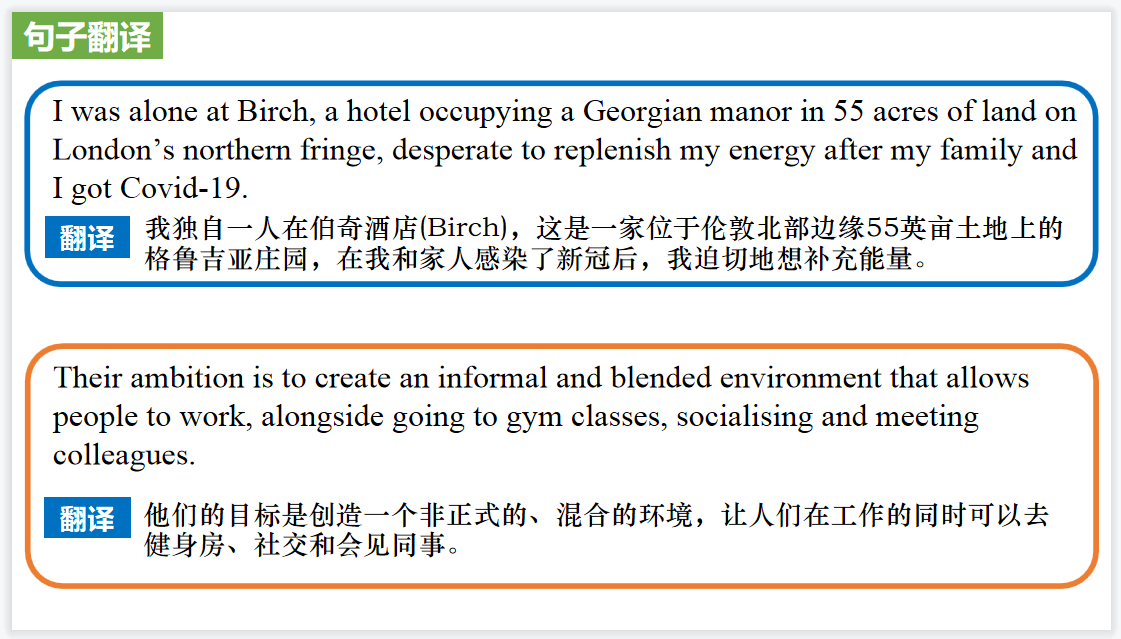 句子翻译
I was alone at Birch, a hotel occupying a Georgian manor in 55 acres of land on
London’s northern fringe, desperate to replenish my energy after my family and
I got Covid-19.
翻译
我独自一人在伯奇酒店(Birch)，这是一家位于伦敦北部边缘55英亩土地上的
格鲁吉亚庄园，在我和家人感染了新冠后，我迫切地想补充能量。
Their ambition is to create an informal and blended environment that allows
people to work, alongside going to gym classes, socialising and meeting
colleagues.
翻译
他们的目标是创造一个非正式的、混合的环境，让人们在工作的同时可以去
健身房、社交和会见同事。